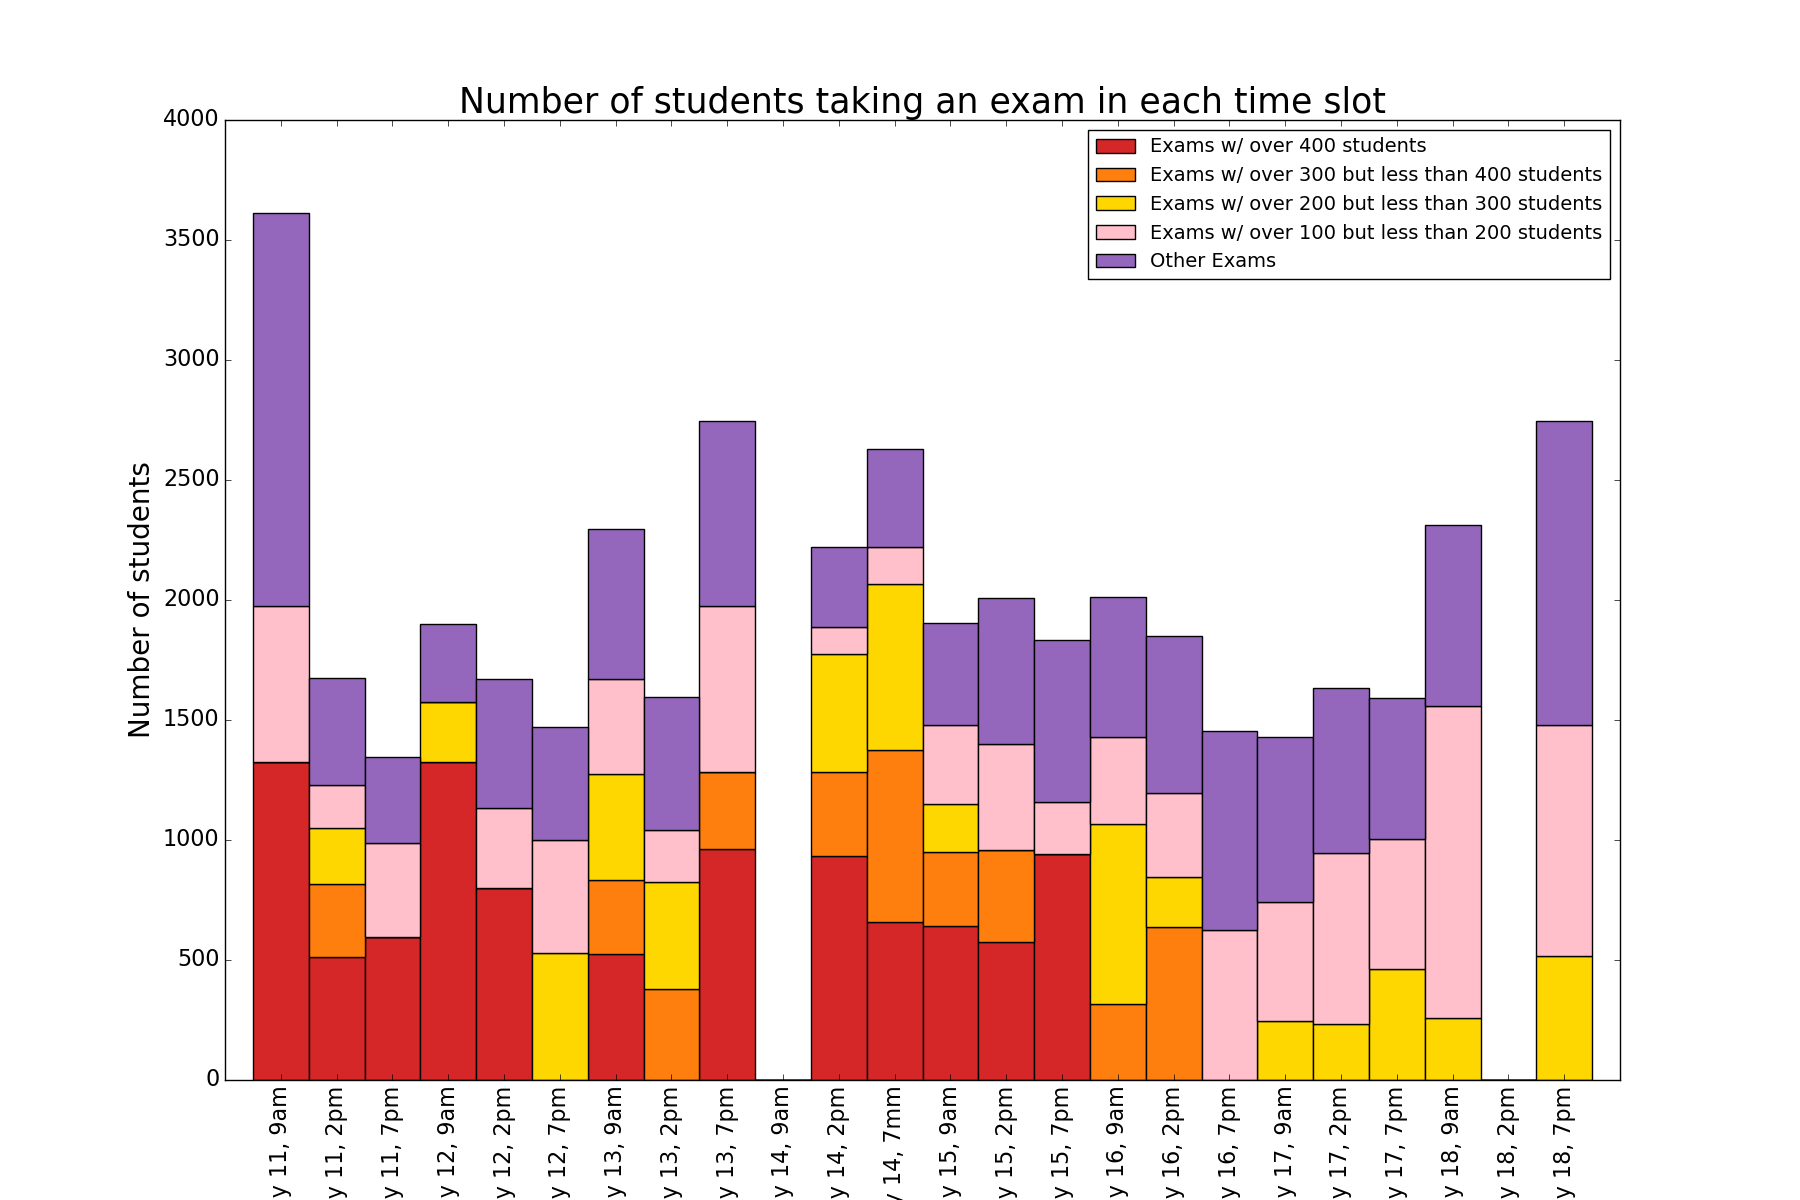 Number of students taking an exam in each time slot
Exams w/ over 400 students
Exams w/ over 300 but less than 400 students
Exams w/ over 200 but less than 300 students
Exams w/ over 100 but less than 200 students
Other Exams
Number of students
4000
3500
3000
2500
2000
1500
1000
500
0
y 11, 9am
y 11, 2pm
y 11, 7pm
y 12, 9am
y 12, 2pm
y 12, 7pm
y 13, 9am
y 13, 2pm
y 13, 7pm
y 14, 9am
y 14, 2pm
y 14, 7mm
y 15, 9am
y 15, 2pm
y 15, 7pm
y 16, 9am
y 16, 2pm
y 16, 7pm
y 17, 9am
y 17, 2pm
y 17, 7pm
y 18, 9am
y 18, 2pm
y 18, 7pm